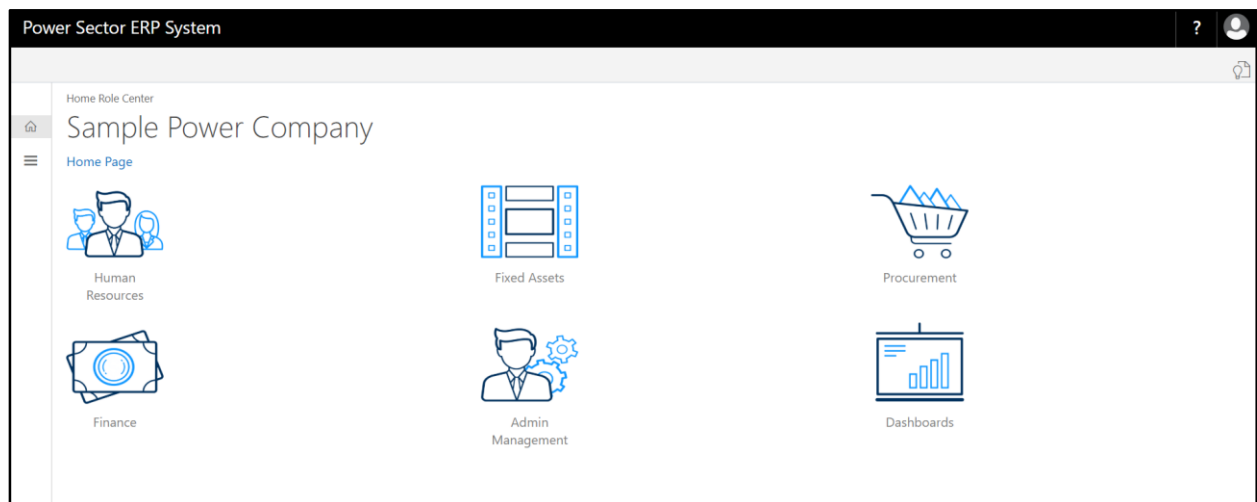 Power Sector ERP System
?
Home Role Center
Sample Power Company
Home Page
Human
Resources
Fixed Assets
Procurement
Finance
Admin
Management
Dashboards